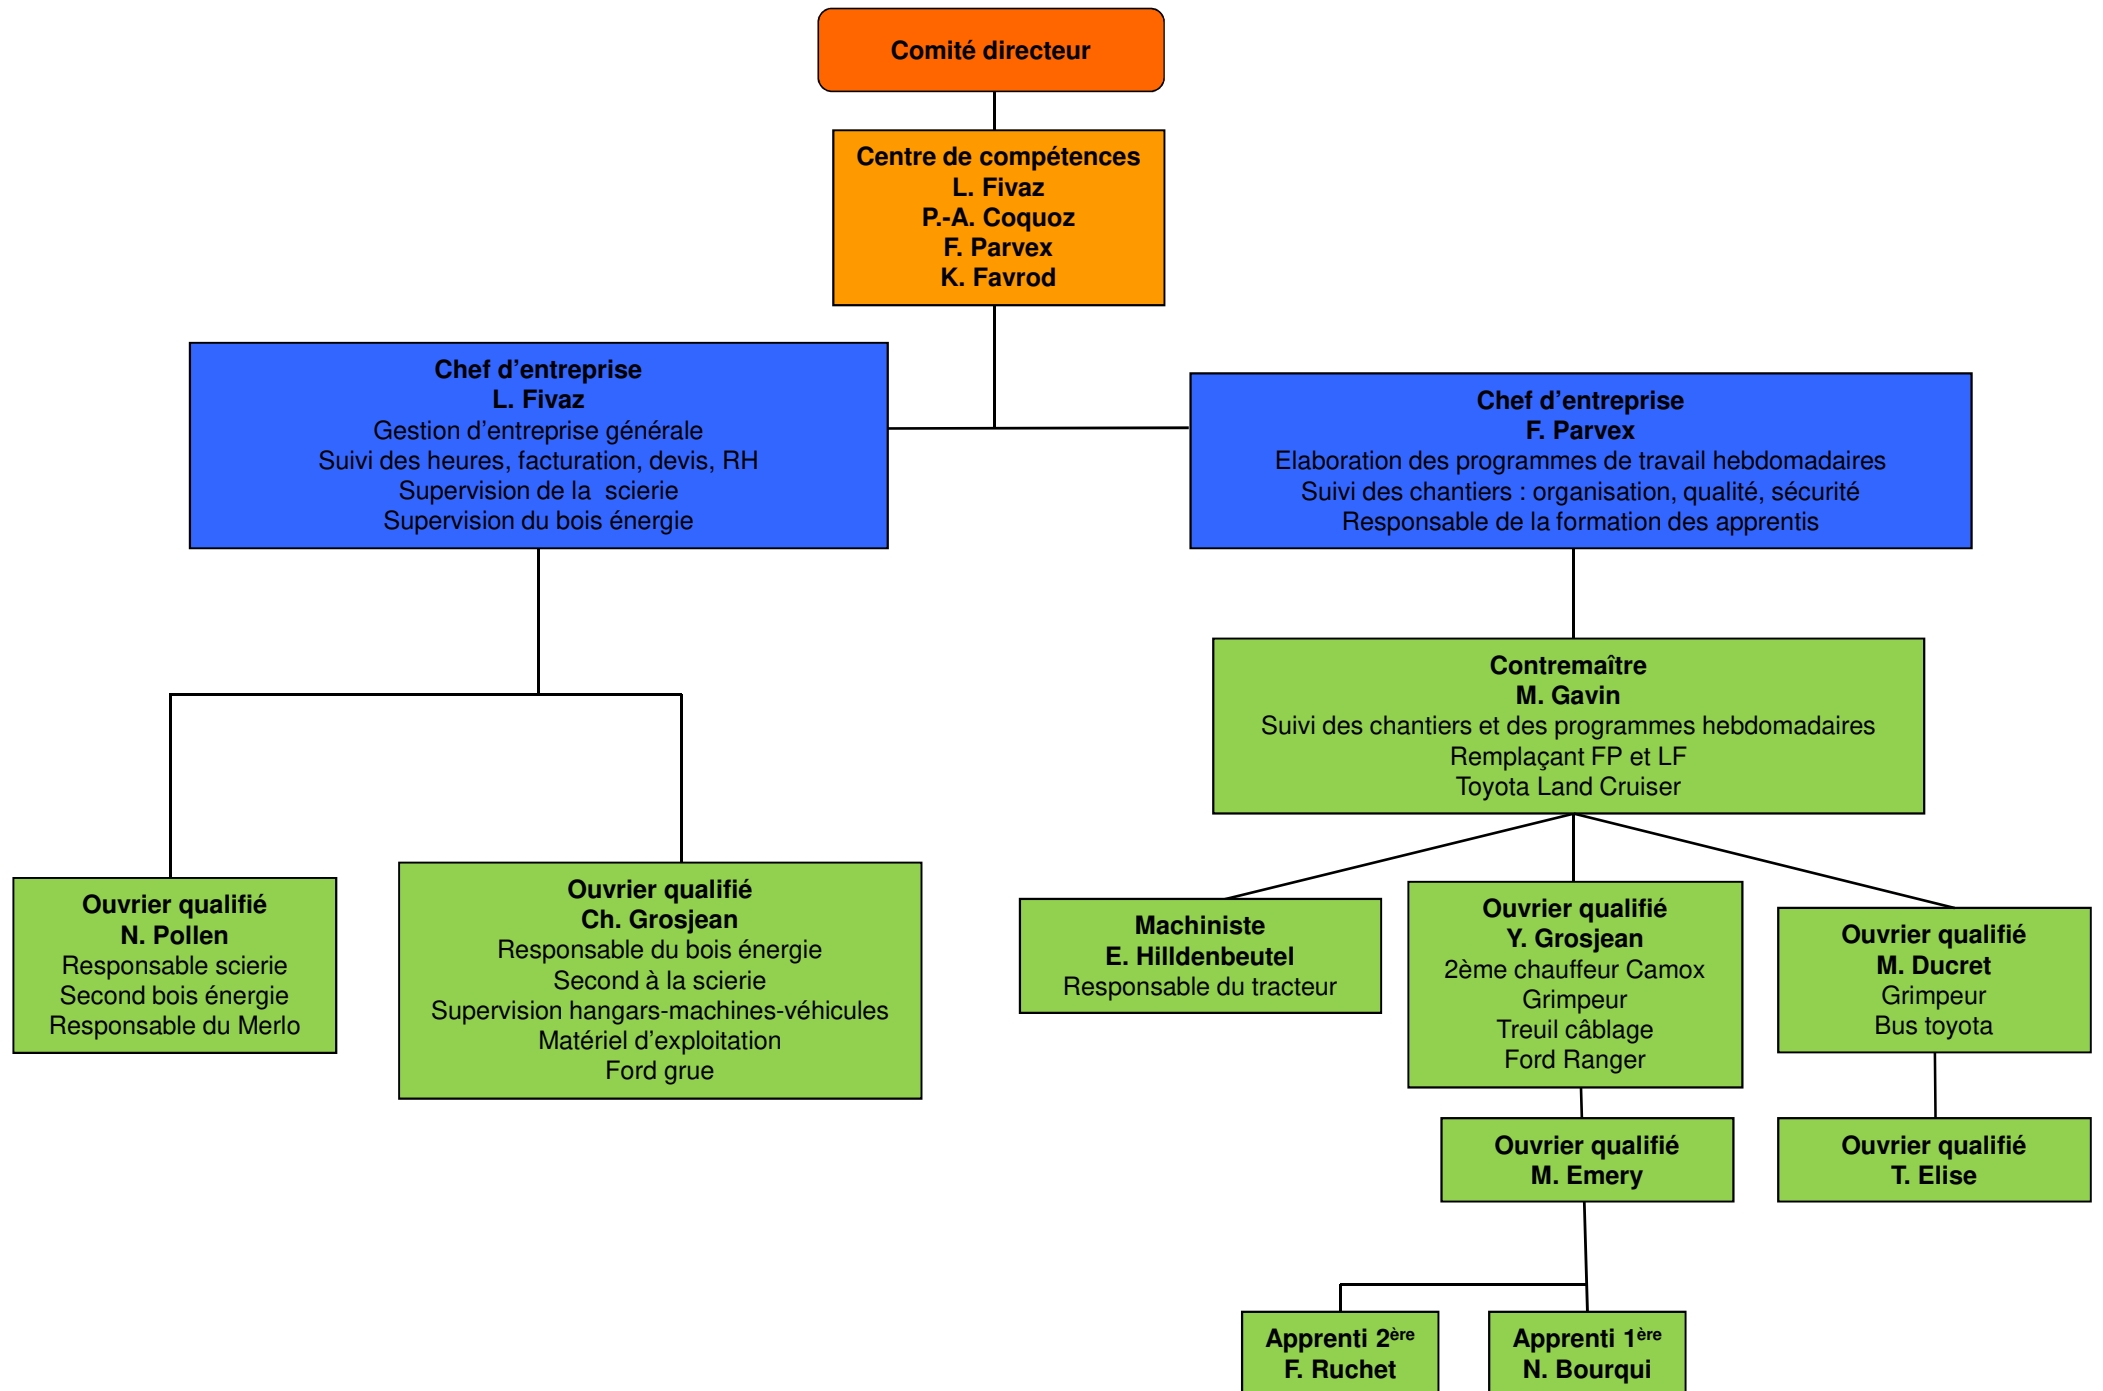 Comité directeur
Centre de compétences
L. Fivaz
P.-A. Coquoz
F. Parvex
K. Favrod
Chef d’entreprise
L. Fivaz
Gestion d’entreprise générale
Suivi des heures, facturation, devis, RH
Supervision de la  scierie
Supervision du bois énergie
Chef d’entreprise
F. Parvex
Elaboration des programmes de travail hebdomadaires
Suivi des chantiers : organisation, qualité, sécurité
Responsable de la formation des apprentis
Contremaître
M. Gavin
Suivi des chantiers et des programmes hebdomadaires
Remplaçant FP et LF
Toyota Land Cruiser
Ouvrier qualifié
N. Pollen
Responsable scierie
Second bois énergie
Responsable du Merlo
Ouvrier qualifié
Ch. Grosjean
Responsable du bois énergie
Second à la scierie
Supervision hangars-machines-véhicules
Matériel d’exploitation
Ford grue
Machiniste
E. Hilldenbeutel
Responsable du tracteur
Ouvrier qualifié
Y. Grosjean
2ème chauffeur Camox
Grimpeur
Treuil câblage
Ford Ranger
Ouvrier qualifié
M. Ducret
Grimpeur
Bus toyota
Ouvrier qualifié
M. Emery
Ouvrier qualifié
T. Elise
Apprenti 2ère
F. Ruchet
Apprenti 1ère
N. Bourqui